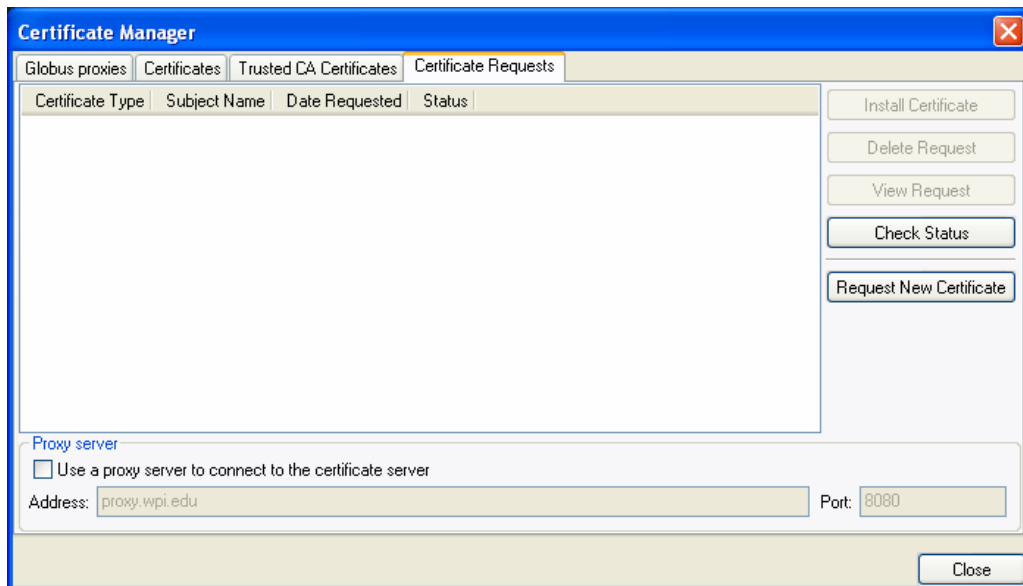 Certificate Manager
Globus proxies Certificates Trusted CA Certificates Certificate Requests
Certificate Type Subject Name Date Requested Status
Install Certificate
Delete Request
View Request
Check Status
Request New Certificate
Proxy server
Use a proxy server to connect to the certificate server
Address: proxy.wpi.edu Port: 8080
Close